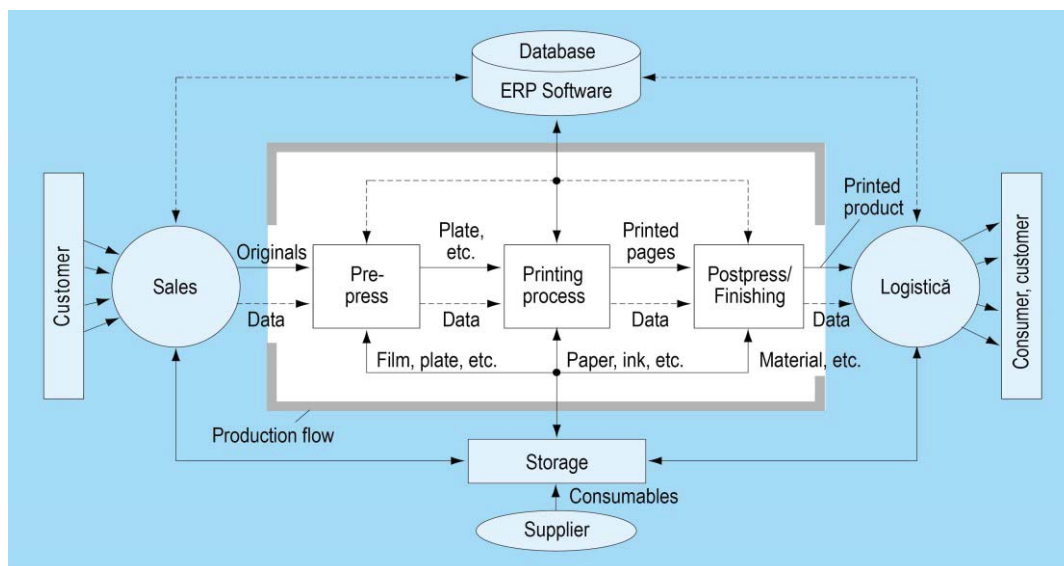 Database
ERP Software
Customer
Sales
Originals
Data
Pre-
press
Plate,
etc.
Data
Printing
process
Printed
pages
Data
Postpress/
Finishing
Printed
product
Data
Logistică
Consumer, customer
Film, plate, etc.
Paper, ink, etc.
Material, etc.
Production flow
Storage
Consumables
Supplier